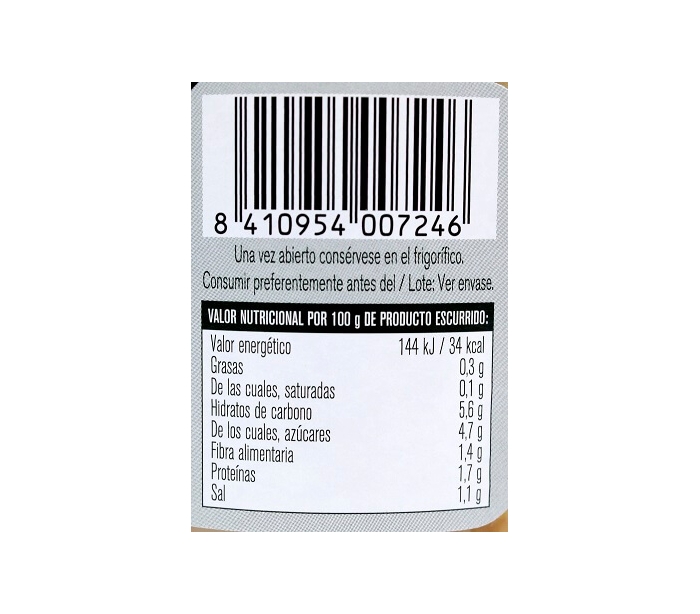 8 410954 007246
Una vez abierto consérvese en el frigorífico.
Consumir preferentemente antes del / Lote: Ver envase.
VALOR NUTRICIONAL POR 100 g DE PRODUCTO ESCURRIDO:
Valor energético 144 kJ / 34 kcal
Grasas 0,3 g
De las cuales, saturadas 0,1 g
Hidratos de carbono 5,6 g
De los cuales, azúcares 4,7 g
Fibra alimentaria 1,4 g
Proteínas 1,7 g
Sal 1,1 g